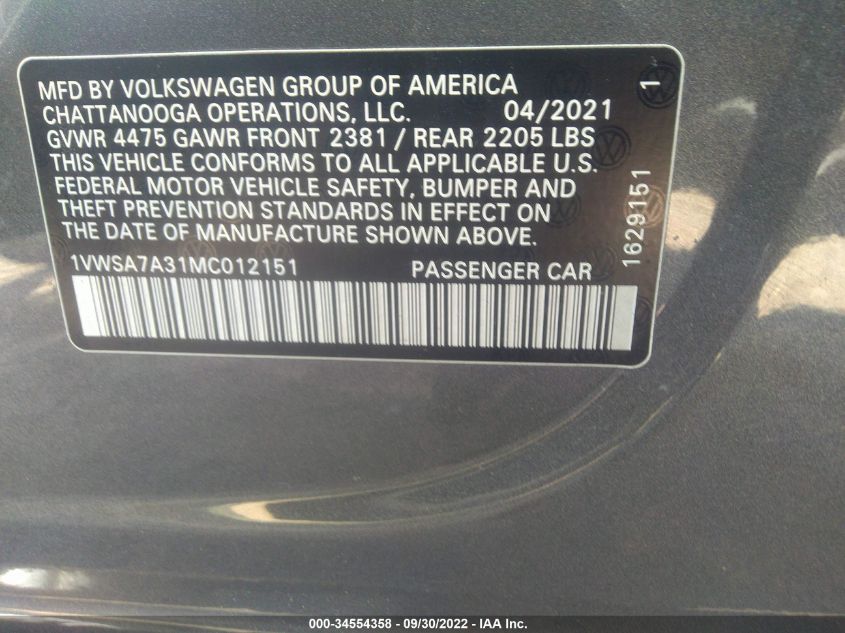 MFD BY VOLKSWAGEN GROUP OF AMERICA
CHATTANOOGA OPERATIONS, LLC. 04/2021
GVWR 4475 GAWR FRONT 2381 / REAR 2205 LBS
THIS VEHICLE CONFORMS TO ALL APPLICABLE U.S.
FEDERAL MOTOR VEHICLE SAFETY, BUMPER AND
THEFT PREVENTION STANDARDS IN EFFECT ON
THE DATE OF MANUFACTURE SHOWN ABOVE.
1VWSA7A31MC012151 PASSENGER CAR
1629151
1
000-34554358 - 09/30/2022 - IAA Inc.